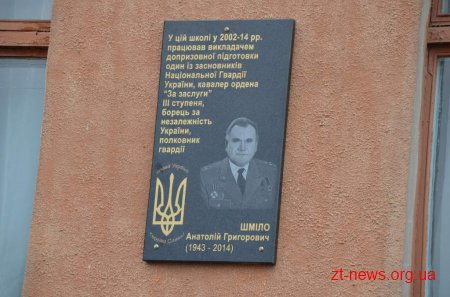 У цій школі у 2002-14 рр.
працював викладачем
допризовної підготовки
один із засновників
Національної Гвардії
України, кавалер ордена
"За заслуги"
III ступеня,
борець за
незалежність
України,
полковник
гвардії
ШМІЛО
Анатолій Григорович
(1943 - 2014)
zt-news.org.ua